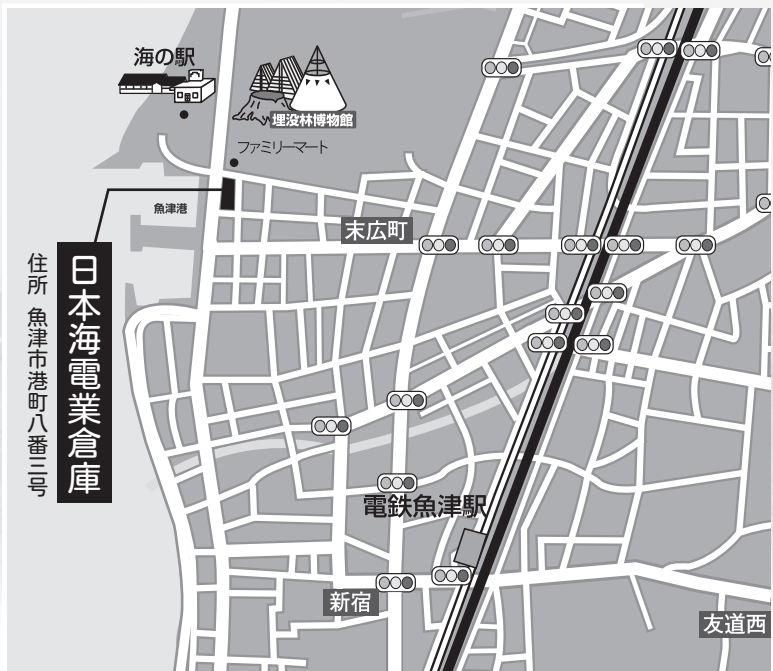 海の駅
埋没林博物館
ファミリーマート
魚津港
末広町
日本海電業倉庫
住所 魚津市港町八番三号
電鉄魚津駅
新宿
友道西